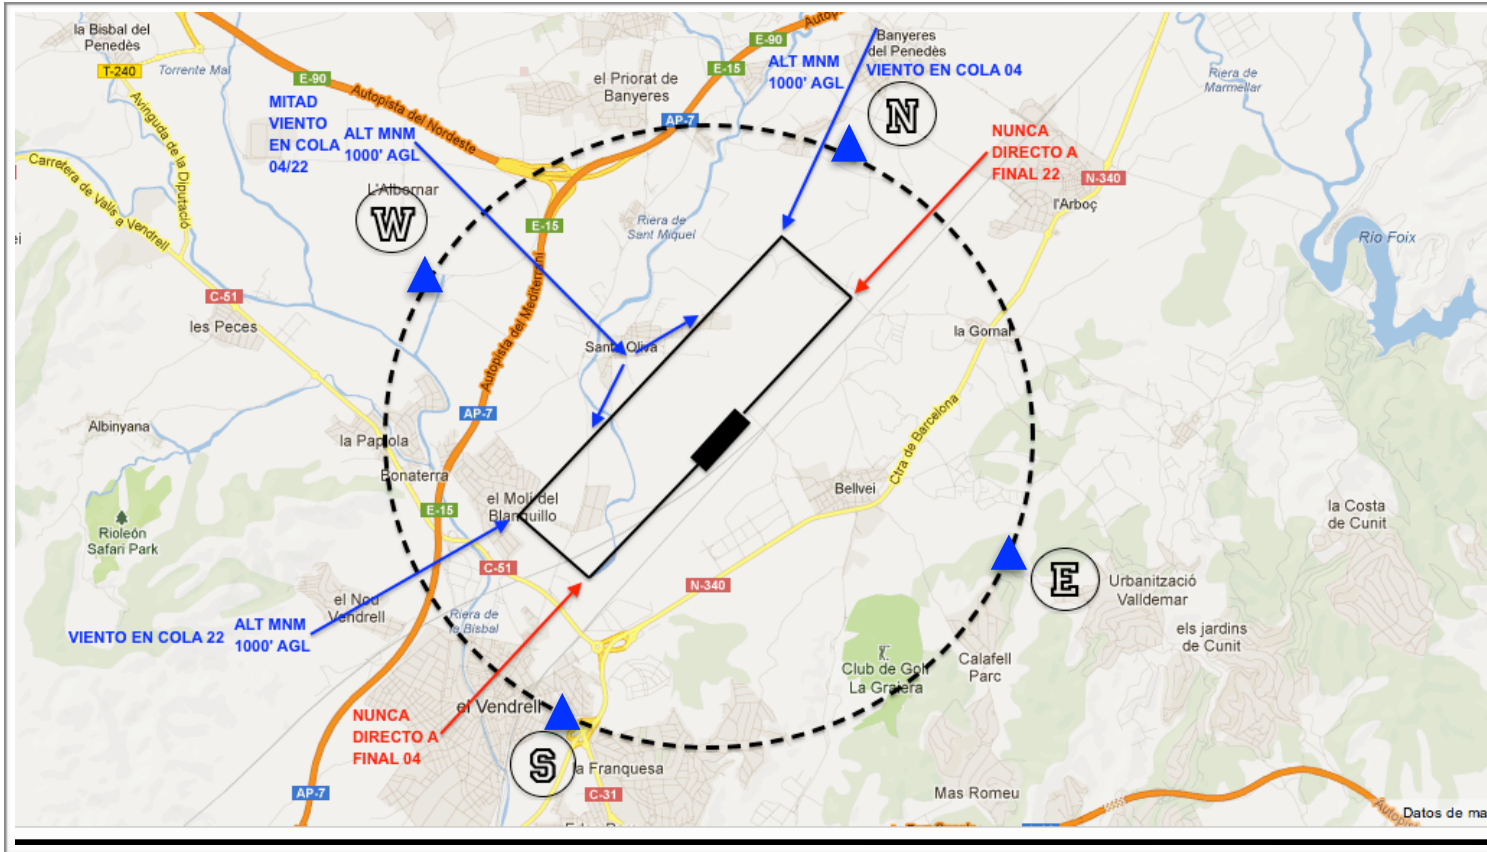 la Bisbal del
Penedès
T-240
Torrente Mal
Avinguda de la Diputació
Carretera de Valls a Vendrell
E-90
Autopista del Nordeste
MITAD
VIENTO
EN COLA
04/22
ALT MNM
1000' AGL
L'Albornar
W
el Priorat de
Banyeres
E-15
E-90
Autop
AP-7
ALT MNM
1000' AGL
Banyeres
del Penedès
VIENTO EN COLA 04
N
NUNCA
DIRECTO A
FINAL 22
Riera de
Marmellar
N-340
l'Arboç
Río Foix
E-15
Riera de
Sant Miquel
Autopista del Mediterrani
C-51
les Peces
Santa Oliva
la Gornal
Albinyana
la Papiola
AP-7
Bonaterra
Ctra de Barcelona
Bellvei
el Molí del
Blanquillo
E-15
Rioleón
Safari Park
la Costa
de Cunit
C-51
N-340
E
Urbanització
Valldemar
el Nou
Vendrell
Riera de
la Bisbal
VIENTO EN COLA 22
ALT MNM
1000' AGL
els jardins
de Cunit
Club de Golf
La Graiera
Calafell
Parc
el Vendrell
NUNCA
DIRECTO A
FINAL 04
S
la Franquesa
AP-7
C-31
Mas Romeu
Autopis
Datos de ma